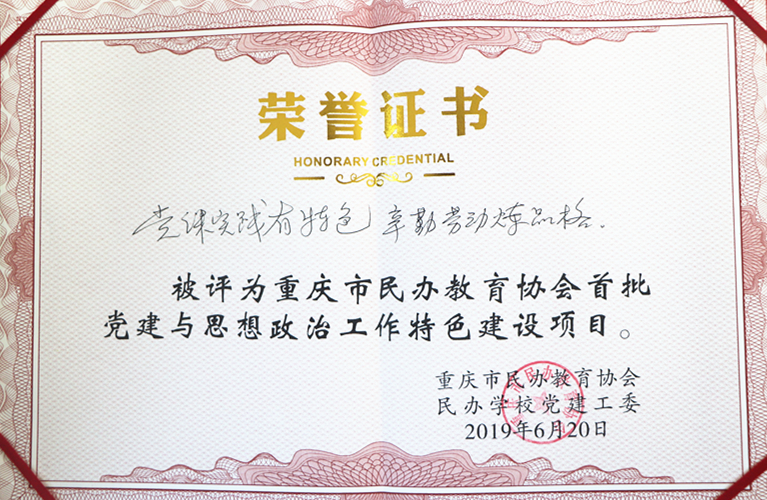 荣誉证书
HONORARY CREDENTIAL
党课实践有特色 辛勤劳动炼品格.
被评为重庆市民办教育协会首批
党建与思想政治工作特色建设项目。
重庆市民办教育协会
民办学校党建工委
2019年6月20日